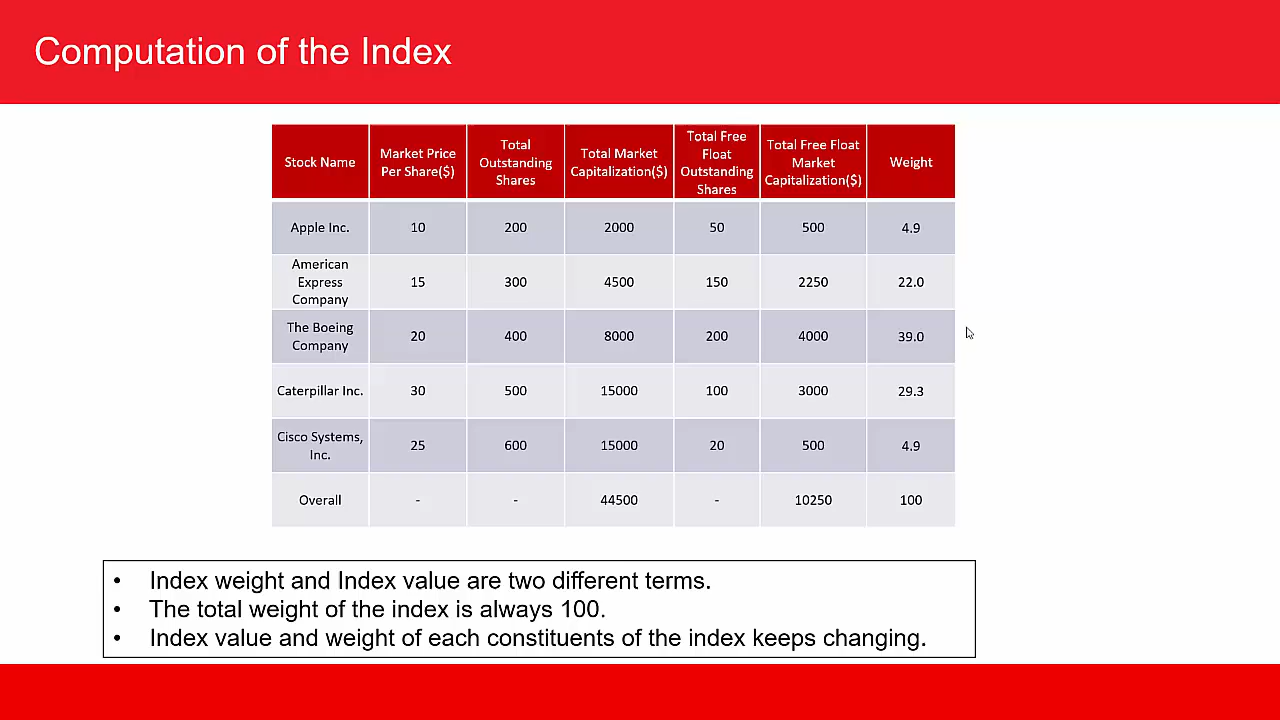 Computation of the Index
Stock Name
Market Price
Per Share($)
Total
Outstanding
Shares
Total Market
Capitalization($)
Total Free
Float
Outstanding
Shares
Total Free Float
Market
Capitalization($)
Weight
Apple Inc. 10 200 2000 50 500 4.9
American
Express
Company
15 300 4500 150 2250 22.0
The Boeing
Company
20 400 8000 200 4000 39.0
Caterpillar Inc. 30 500 15000 100 3000 29.3
Cisco Systems,
Inc.
25 600 15000 20 500 4.9
Overall - - 44500 - 10250 100
• Index weight and Index value are two different terms.
• The total weight of the index is always 100.
• Index value and weight of each constituents of the index keeps changing.